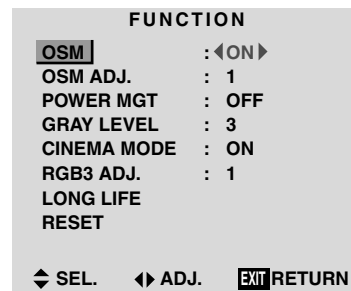 FUNCTION
OSM : ◀ON▶
OSM ADJ. : 1
POWER MGT : OFF
GRAY LEVEL : 3
CINEMA MODE : ON
RGB3 ADJ. : 1
LONG LIFE
RESET
SEL. ADJ. EXIT RETURN